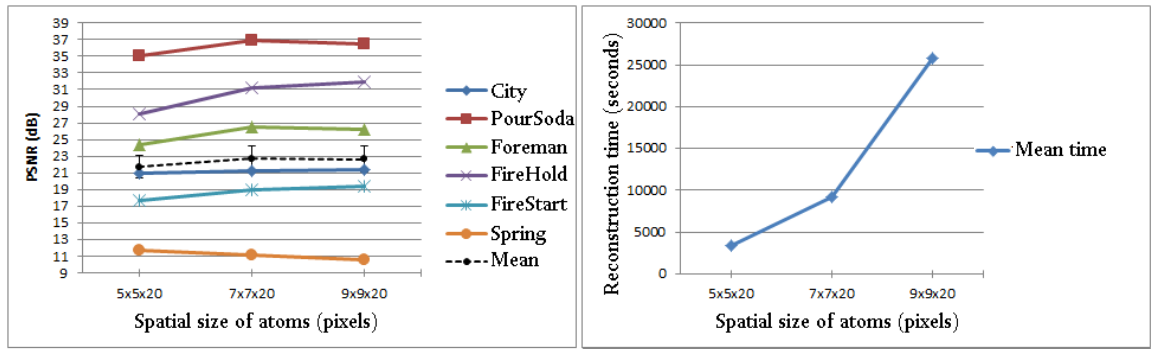 39
37
35
33
31
29
27
25
23
21
19
17
15
13
11
9
PSNR (dB)
5x5x20 7x7x20 9x9x20
Spatial size of atoms (pixels)
City
PourSoda
Foreman
FireHold
FireStart
Spring
Mean
30000
25000
20000
15000
10000
5000
0
Reconstruction time (seconds)
5x5x20 7x7x20 9x9x20
Spatial size of atoms (pixels)
Mean time